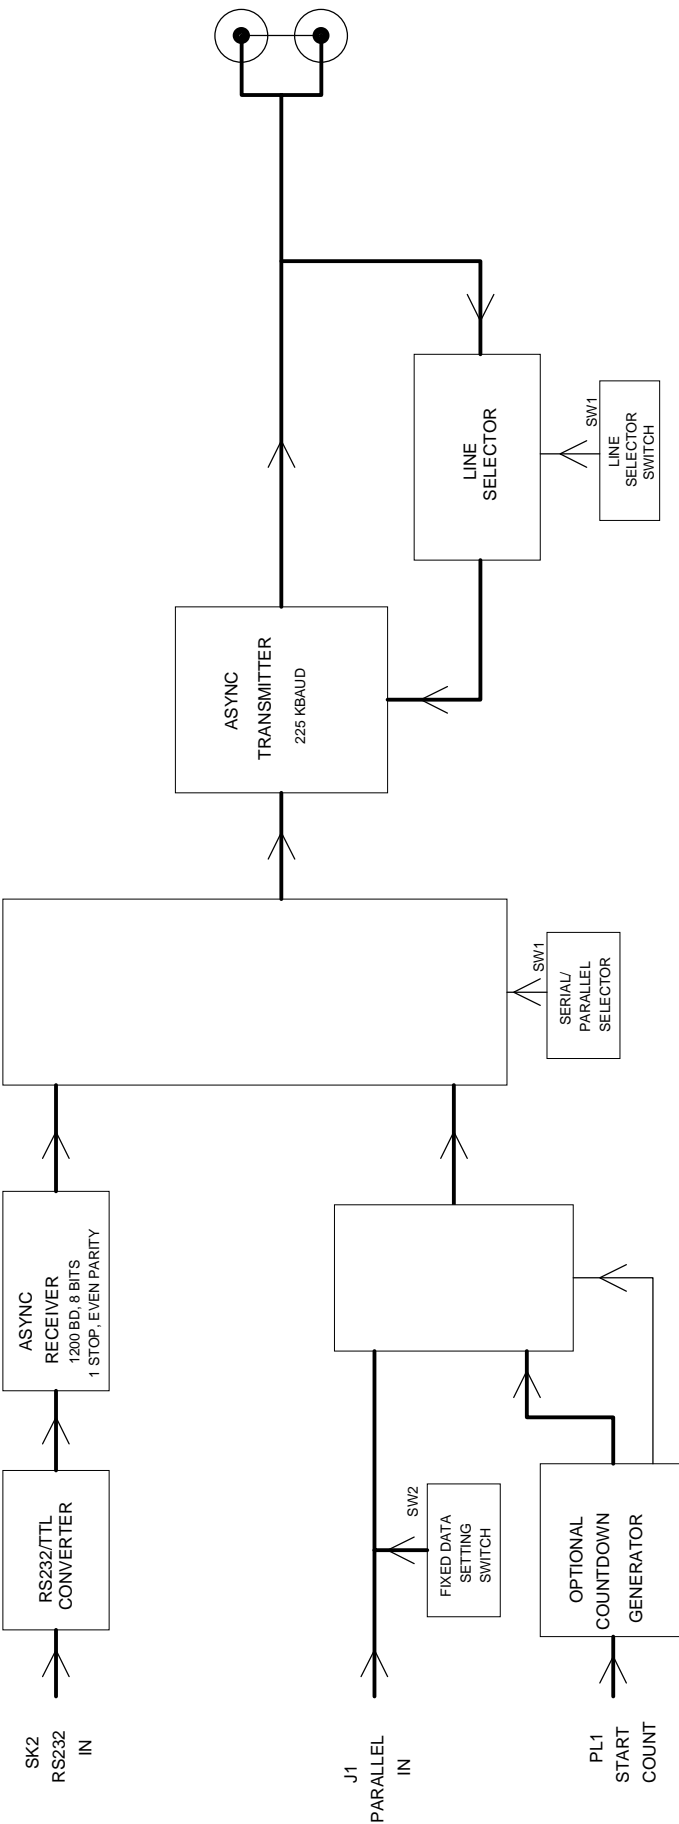 SK2
RS232
IN
RS232/TTL
CONVERTER
ASYNC
RECEIVER
1200 BD, 8 BITS
1 STOP, EVEN PARITY
J1
PARALLEL
IN
SW2
FIXED DATA
SETTING
SWITCH
PL1
START
COUNT
OPTIONAL
COUNTDOWN
GENERATOR
SW1
SERIAL/
PARALLEL
SELECTOR
ASYNC
TRANSMITTER
225 KBAUD
LINE
SELECTOR
SW1
LINE
SELECTOR
SWITCH